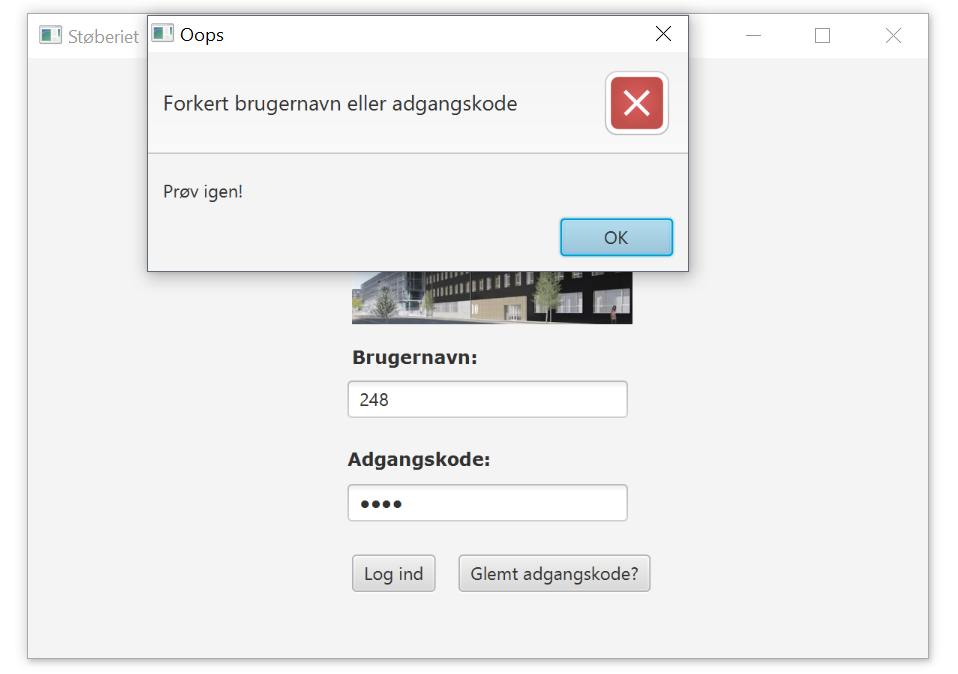 Støberiet
Oops
Forkert brugernavn eller adgangskode
Prøv igen!
OK
Brugernavn:
248
Adgangskode:
●●●●
Log ind
Glemt adgangskode?